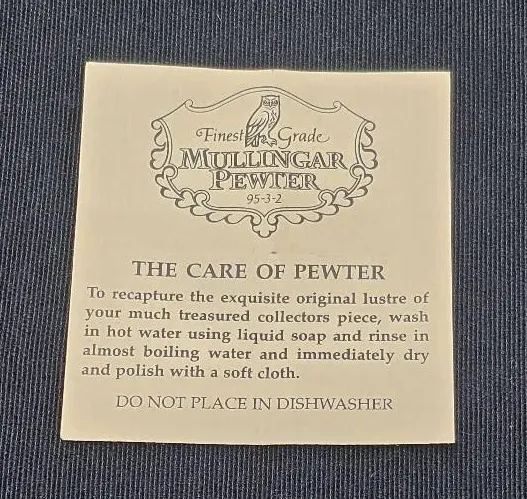 Finest Grade
MULLINGAR
PEWTER
95-3-2
THE CARE OF PEWTER
To recapture the exquisite original lustre of
your much treasured collectors piece, wash
in hot water using liquid soap and rinse in
almost boiling water and immediately dry
and polish with a soft cloth.
DO NOT PLACE IN DISHWASHER